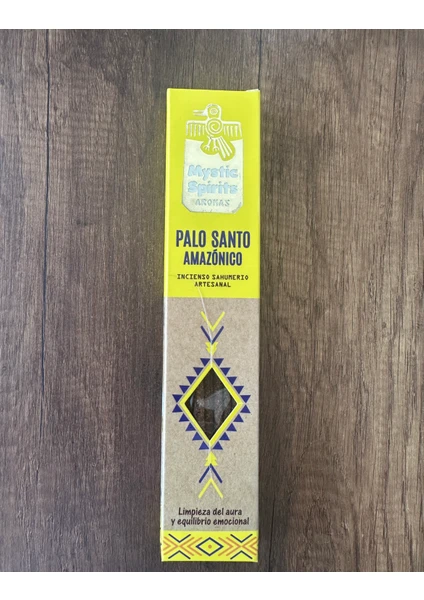 Mystic
Spirits
AROMAS
PALO SANTO
AMAZÓNICO
INCIENSO SAHUMERIO
ARTESANAL
Limpieza del aura
y equilibrio emocional